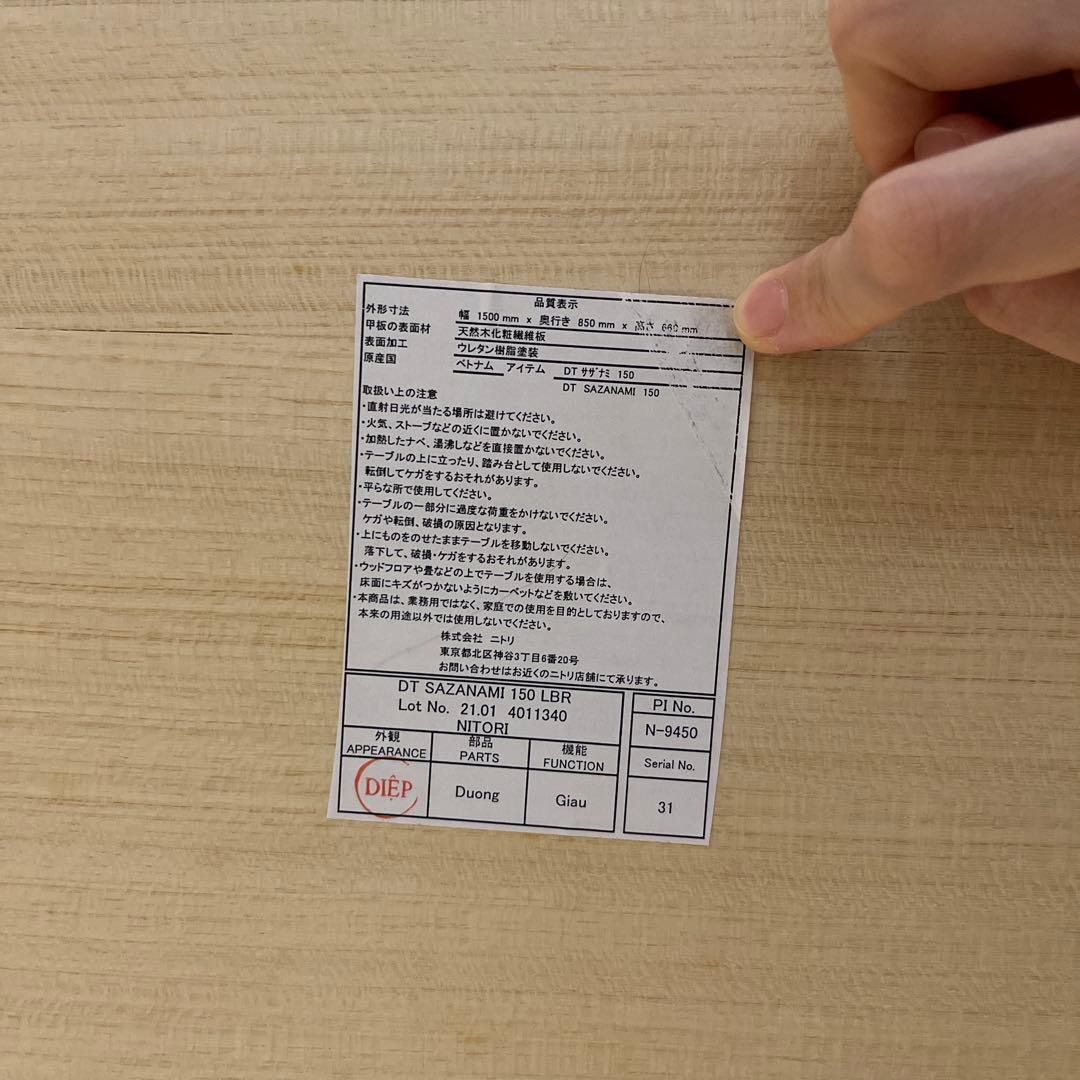 品質表示
外形寸法 幅 1500 mm x 奥行き 850 mm x 高さ 660 mm
甲板の表面材 天然木化粧繊維板
表面加工 ウレタン樹脂塗装
原産国 ベトナム アイテム DT サザナミ 150
DT SAZANAMI 150
取扱い上の注意
・直射日光が当たる場所は避けてください。
・火気、ストーブなどの近くに置かないでください。
・加熱したナベ、湯沸しなどを直接置かないでください。
・テーブルの上に立ったり、踏み台として使用しないでください。
転倒してケガをするおそれがあります。
・平らな所で使用してください。
・テーブルの一部分に過度な荷重をかけないでください。
ケガや転倒、破損の原因となります。
・上にものをのせたままテーブルを移動しないでください。
落下して、破損・ケガをするおそれがあります。
・ウッドフロアや畳などの上でテーブルを使用する場合は、
床面にキズがつかないようにカーペットなどを敷いてください。
・本商品は、業務用ではなく、家庭での使用を目的としておりますので、
本来の用途以外では使用しないでください。
株式会社 ニトリ
東京都北区神谷3丁目6番20号
お問い合わせはお近くのニトリ店舗にて承ります。
DT SAZANAMI 150 LBR
Lot No. 21.01 4011340
NITORI
外観 部品 機能
APPEARANCE PARTS FUNCTION
DIỆP Duong Giau
PI No.
N-9450
Serial No.
31